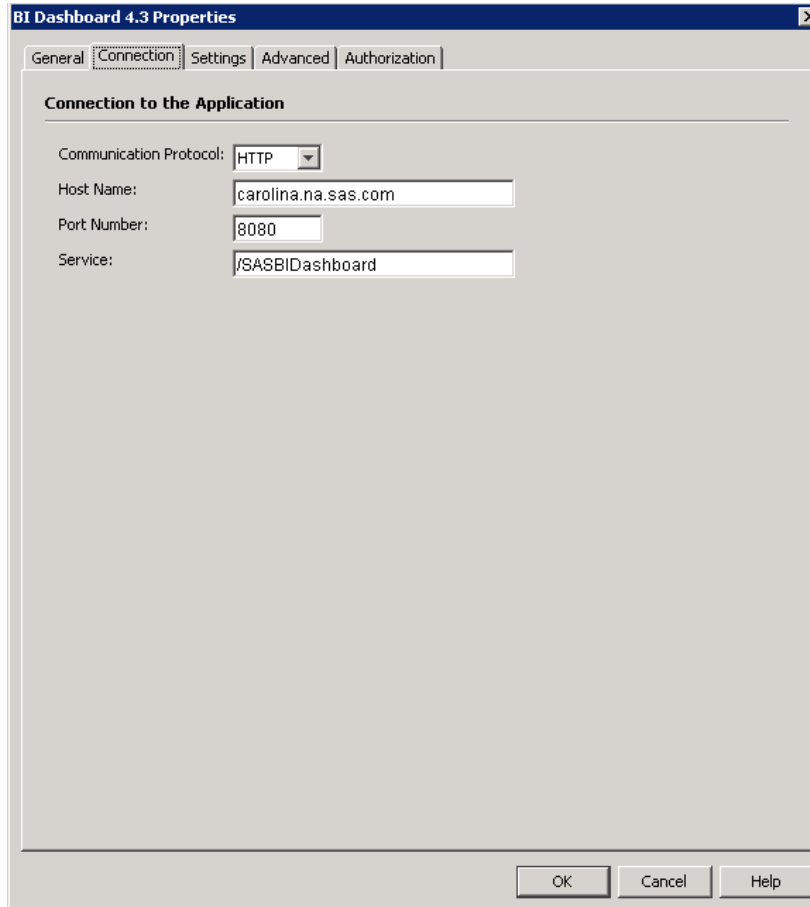 BI Dashboard 4.3 Properties
General Connection Settings Advanced Authorization
Connection to the Application
Communication Protocol: HTTP
Host Name: carolina.na.sas.com
Port Number: 8080
Service: /SASBIDashboard
OK Cancel Help